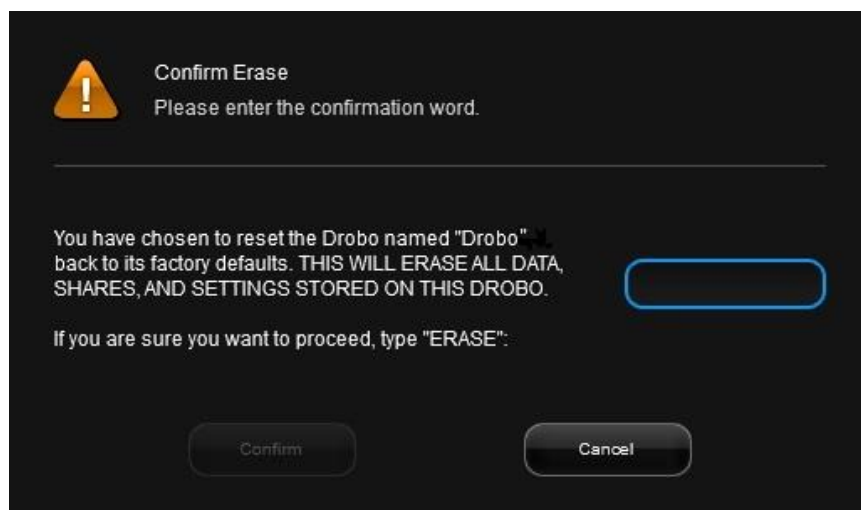 Confirm Erase
Please enter the confirmation word.
You have chosen to reset the Drobo named "Drobo"
back to its factory defaults. THIS WILL ERASE ALL DATA,
SHARES, AND SETTINGS STORED ON THIS DROBO.
If you are sure you want to proceed, type "ERASE":
Confirm
Cancel